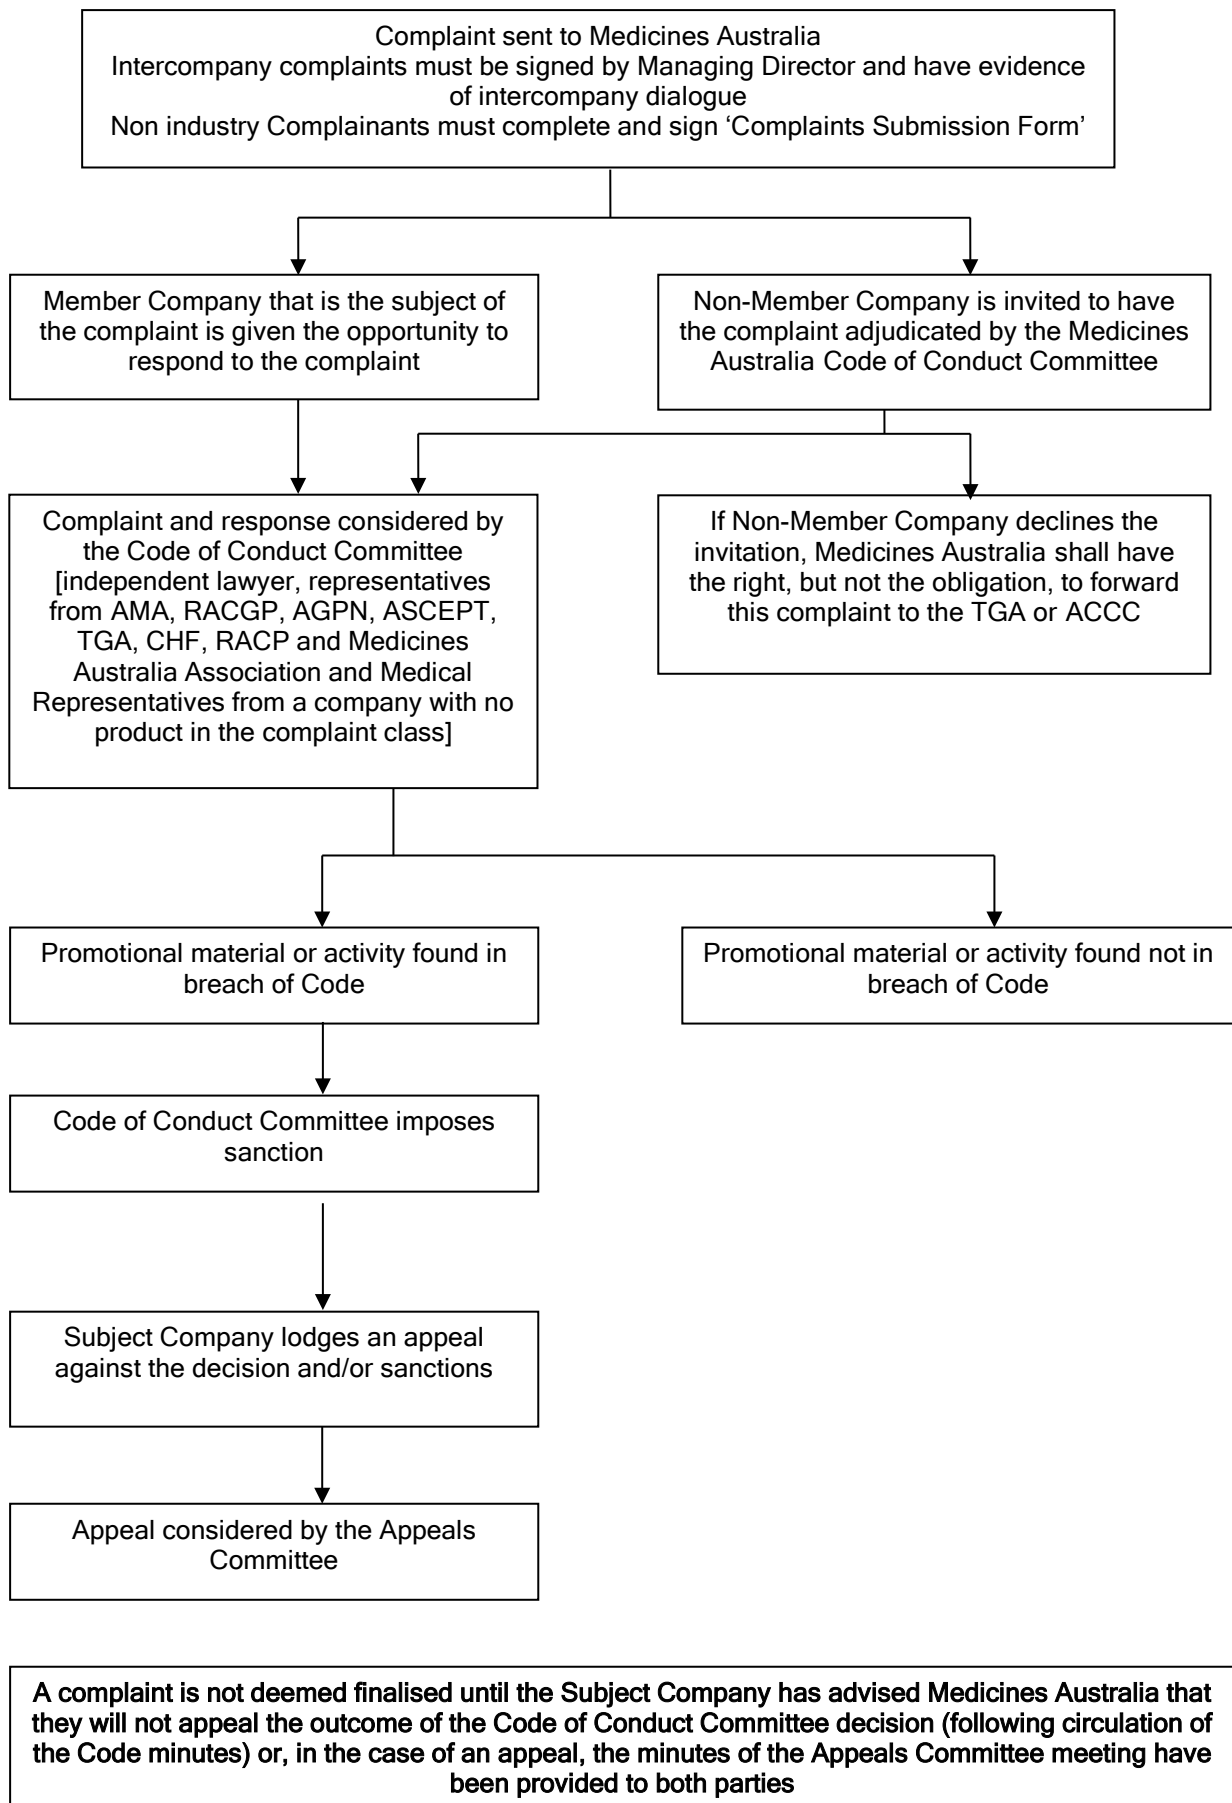 Complaint sent to Medicines Australia
Intercompany complaints must be signed by Managing Director and have evidence
of intercompany dialogue
Non industry Complainants must complete and sign ‘Complaints Submission Form’
Member Company that is the subject of
the complaint is given the opportunity to
respond to the complaint
Non-Member Company is invited to have
the complaint adjudicated by the Medicines
Australia Code of Conduct Committee
Complaint and response considered by
the Code of Conduct Committee
[independent lawyer, representatives
from AMA, RACGP, AGPN, ASCEPT,
TGA, CHF, RACP and Medicines
Australia Association and Medical
Representatives from a company with no
product in the complaint class]
If Non-Member Company declines the
invitation, Medicines Australia shall have
the right, but not the obligation, to forward
this complaint to the TGA or ACCC
Promotional material or activity found in
breach of Code
Promotional material or activity found not in
breach of Code
Code of Conduct Committee imposes
sanction
Subject Company lodges an appeal
against the decision and/or sanctions
Appeal considered by the Appeals
Committee
A complaint is not deemed finalised until the Subject Company has advised Medicines Australia that
they will not appeal the outcome of the Code of Conduct Committee decision (following circulation of
the Code minutes) or, in the case of an appeal, the minutes of the Appeals Committee meeting have
been provided to both parties